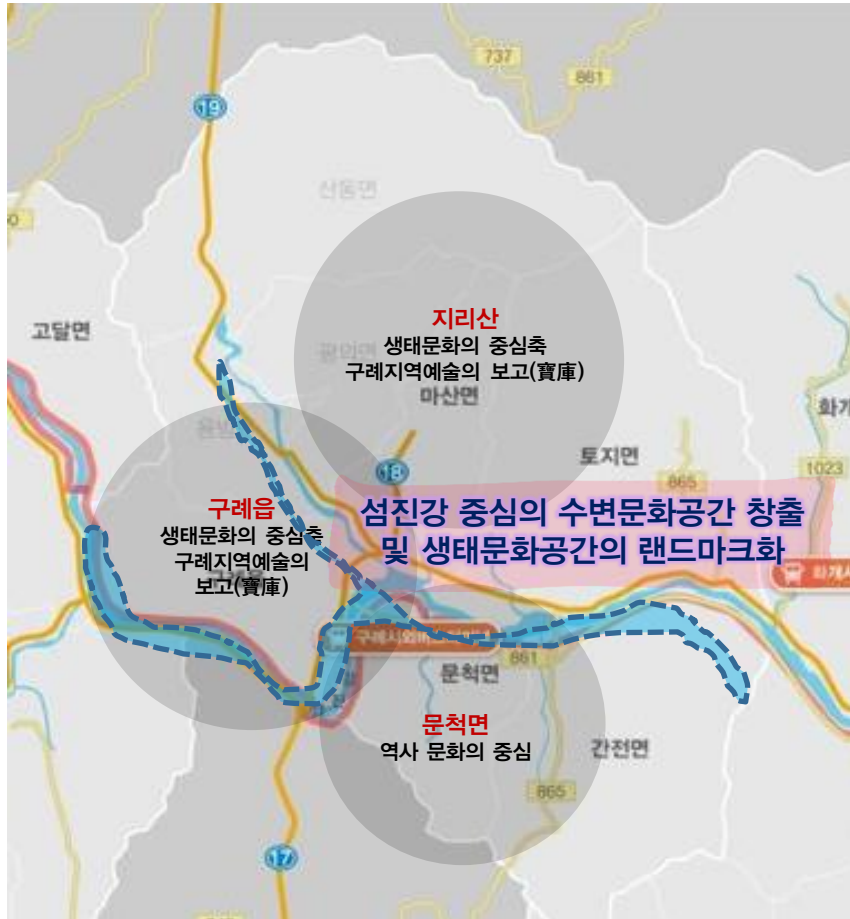 737
861
19
산동면
고달면
지리산
생태문화의 중심축
구례지역예술의 보고(寶庫)
마산면
광의면
토지면
865
1023
18
구례읍
생태문화의 중심축
구례지역예술의
보고(寶庫)
섬진강 중심의 수변문화공간 창출
및 생태문화공간의 랜드마크화
문척면
861
문척면
역사 문화의 중심
간전면
865
17